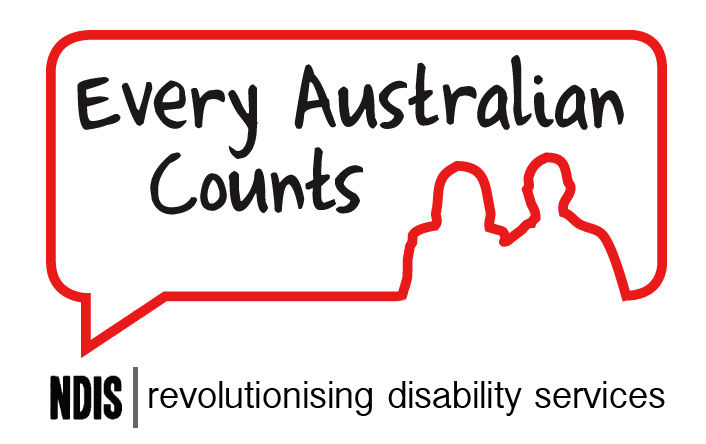 Every Australian
Counts
NDIS | revolutionising disability services